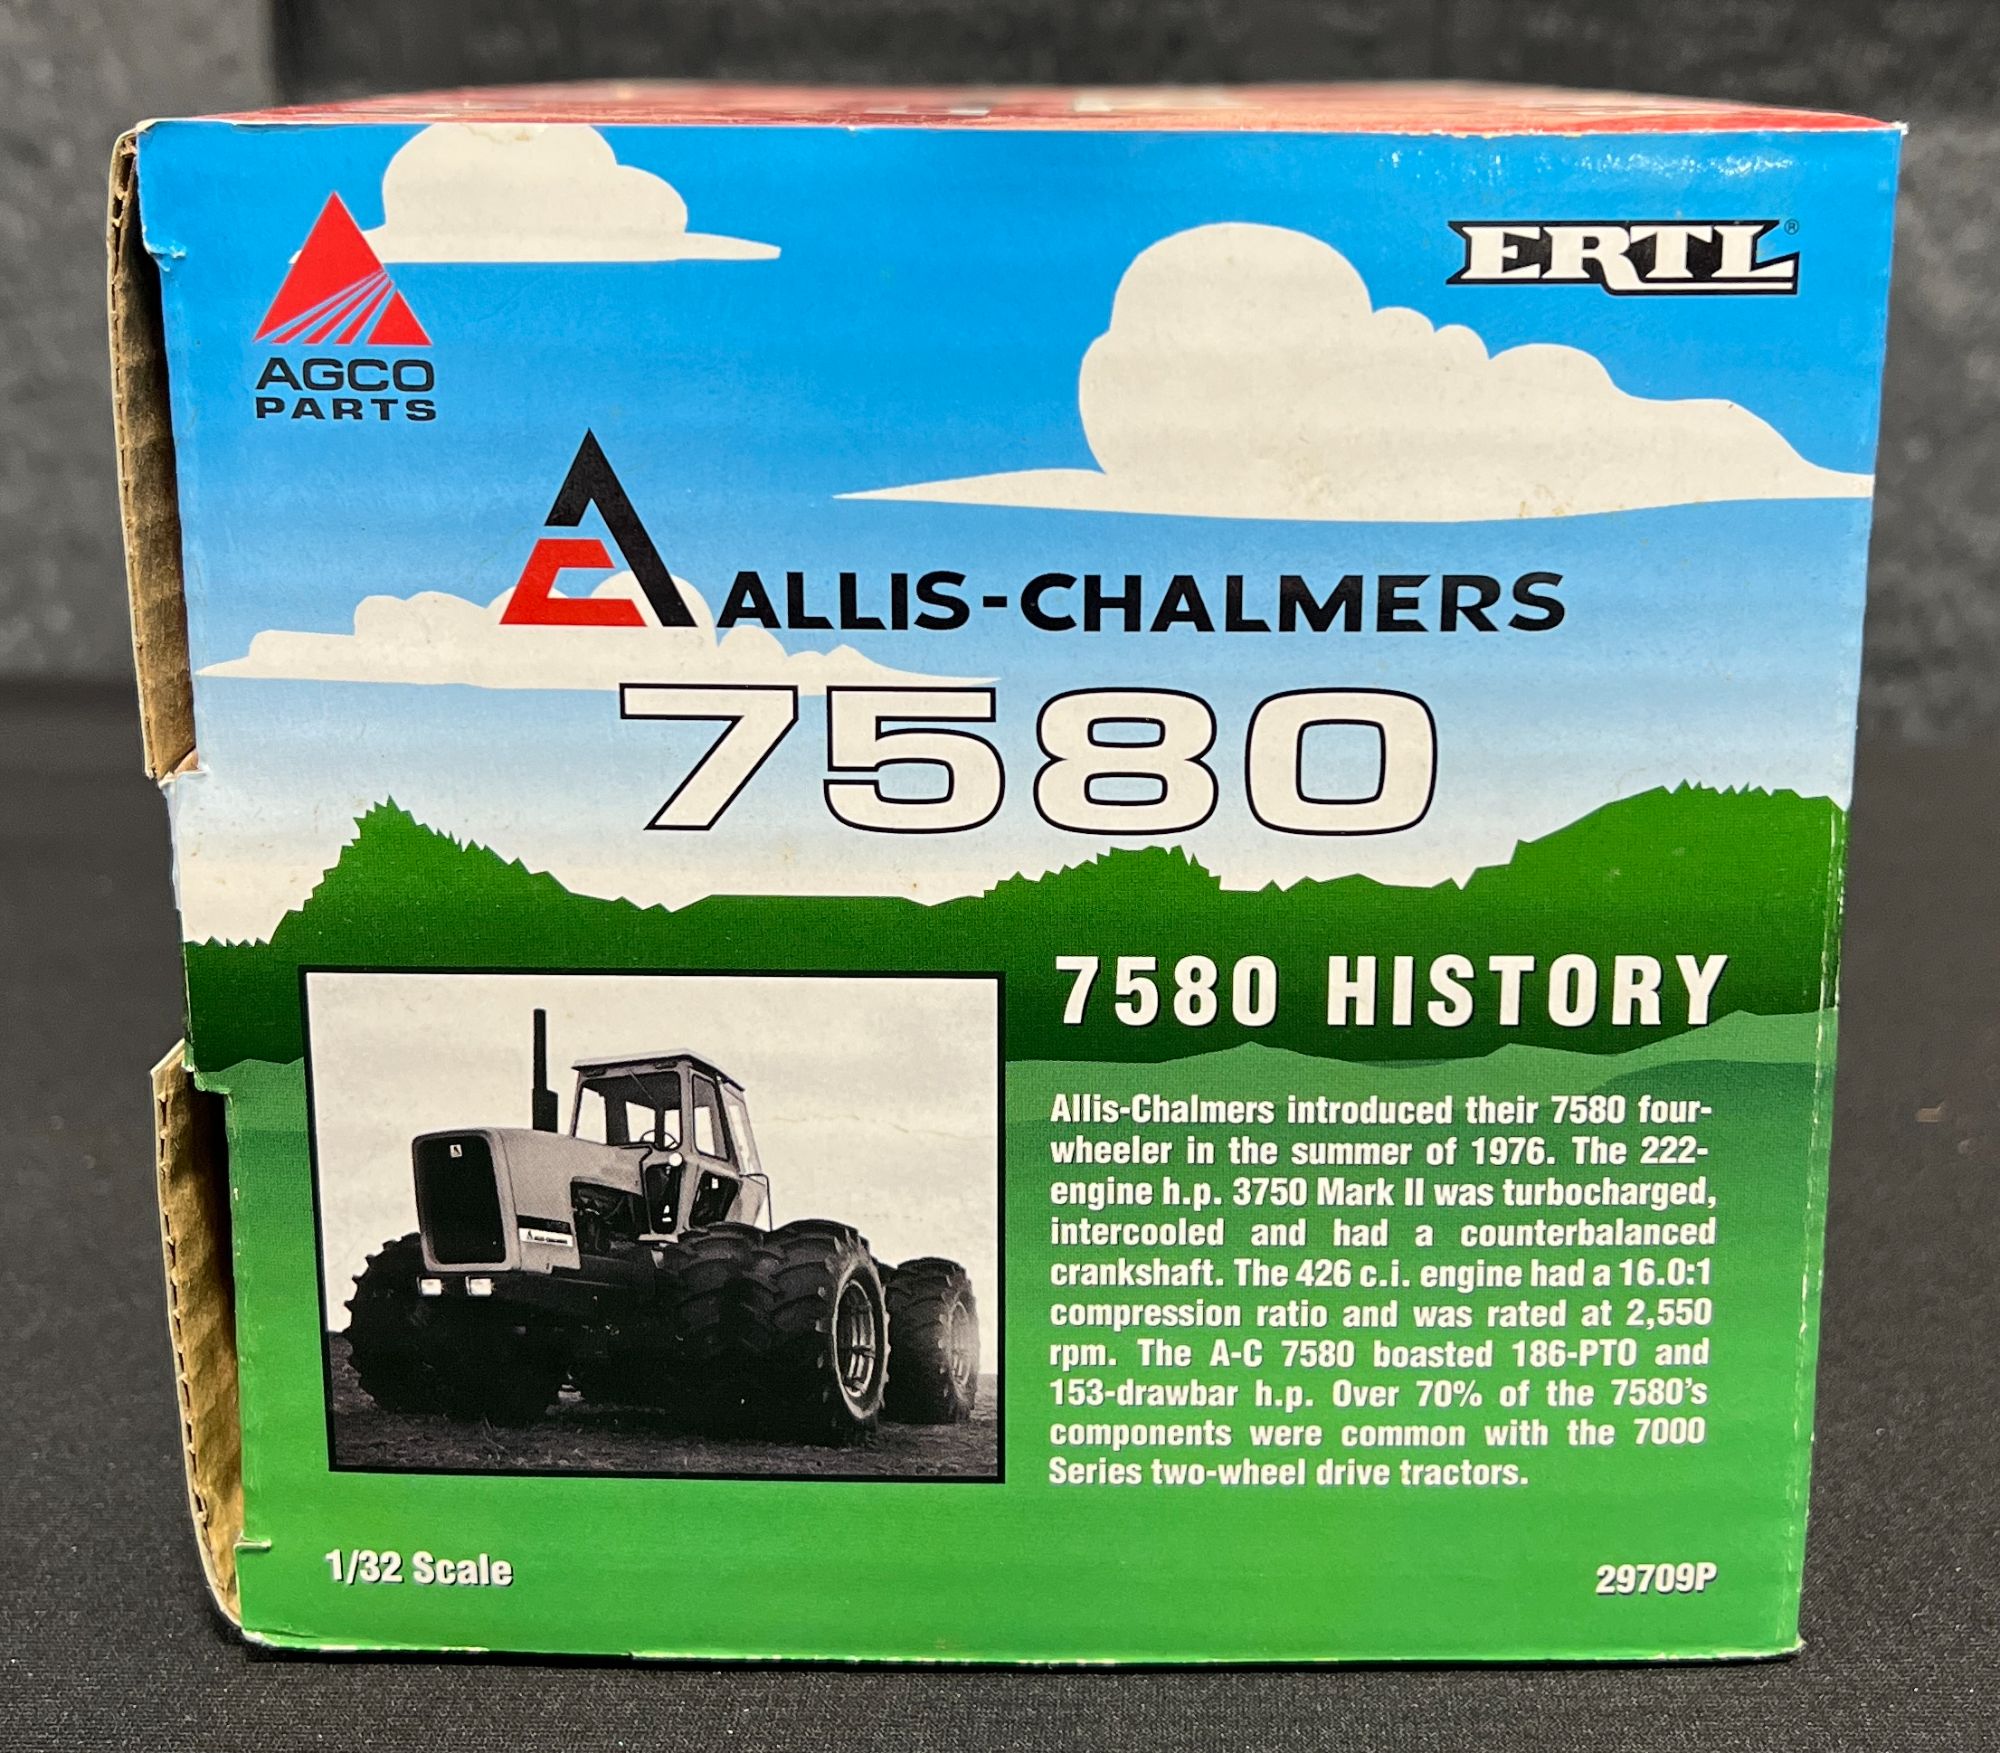 AGCO
PARTS
ERTL®
ALLIS-CHALMERS
7580
7580 HISTORY
Allis-Chalmers introduced their 7580 four-
wheeler in the summer of 1976. The 222-
engine h.p. 3750 Mark II was turbocharged,
intercooled and had a counterbalanced
crankshaft. The 426 c.i. engine had a 16.0:1
compression ratio and was rated at 2,550
rpm. The A-C 7580 boasted 186-PTO and
153-drawbar h.p. Over 70% of the 7580's
components were common with the 7000
Series two-wheel drive tractors.
ALLIS-CHALMERS
1/32 Scale
29709P